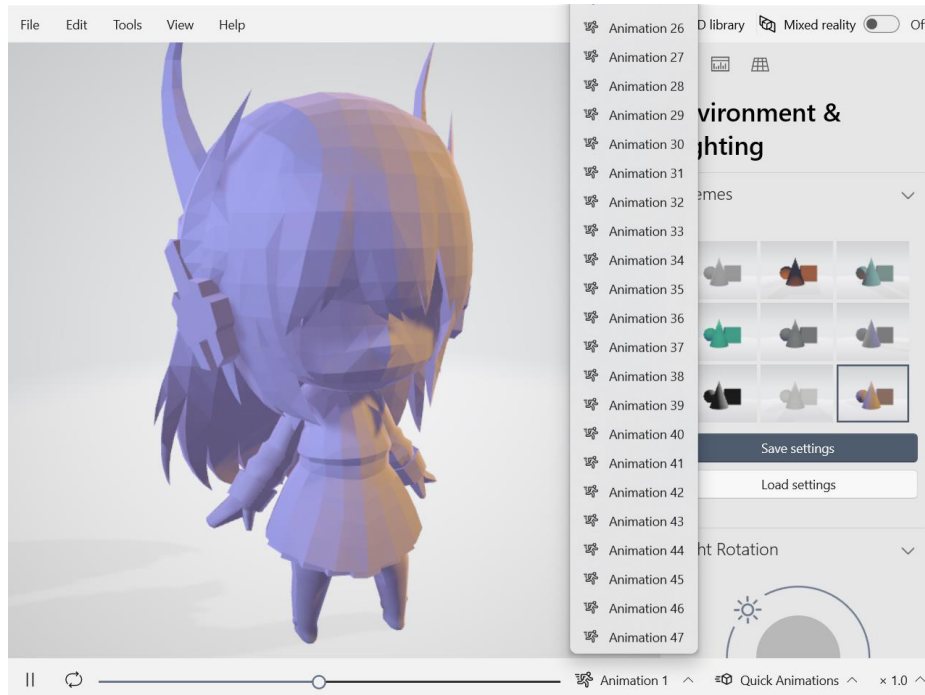 File Edit Tools View Help
D library Mixed reality Of
Animation 26
Animation 27
Animation 28
Animation 29
Animation 30
Animation 31
Animation 32
Animation 33
Animation 34
Animation 35
Animation 36
Animation 37
Animation 38
Animation 39
Animation 40
Animation 41
Animation 42
Animation 43
Animation 44
Animation 45
Animation 46
Animation 47
vironment &
ghting
emes
Save settings
Load settings
ht Rotation
Animation 1 Quick Animations × 1.0